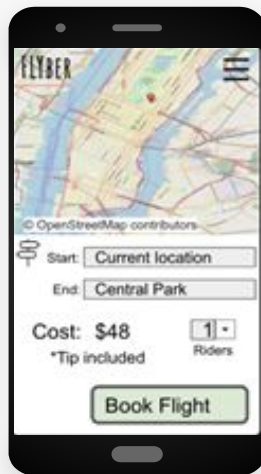 FLYBER
© OpenStreetMap contributors
Start: Current location
End: Central Park
Cost: $48
1
*Tip included
Riders
Book Flight